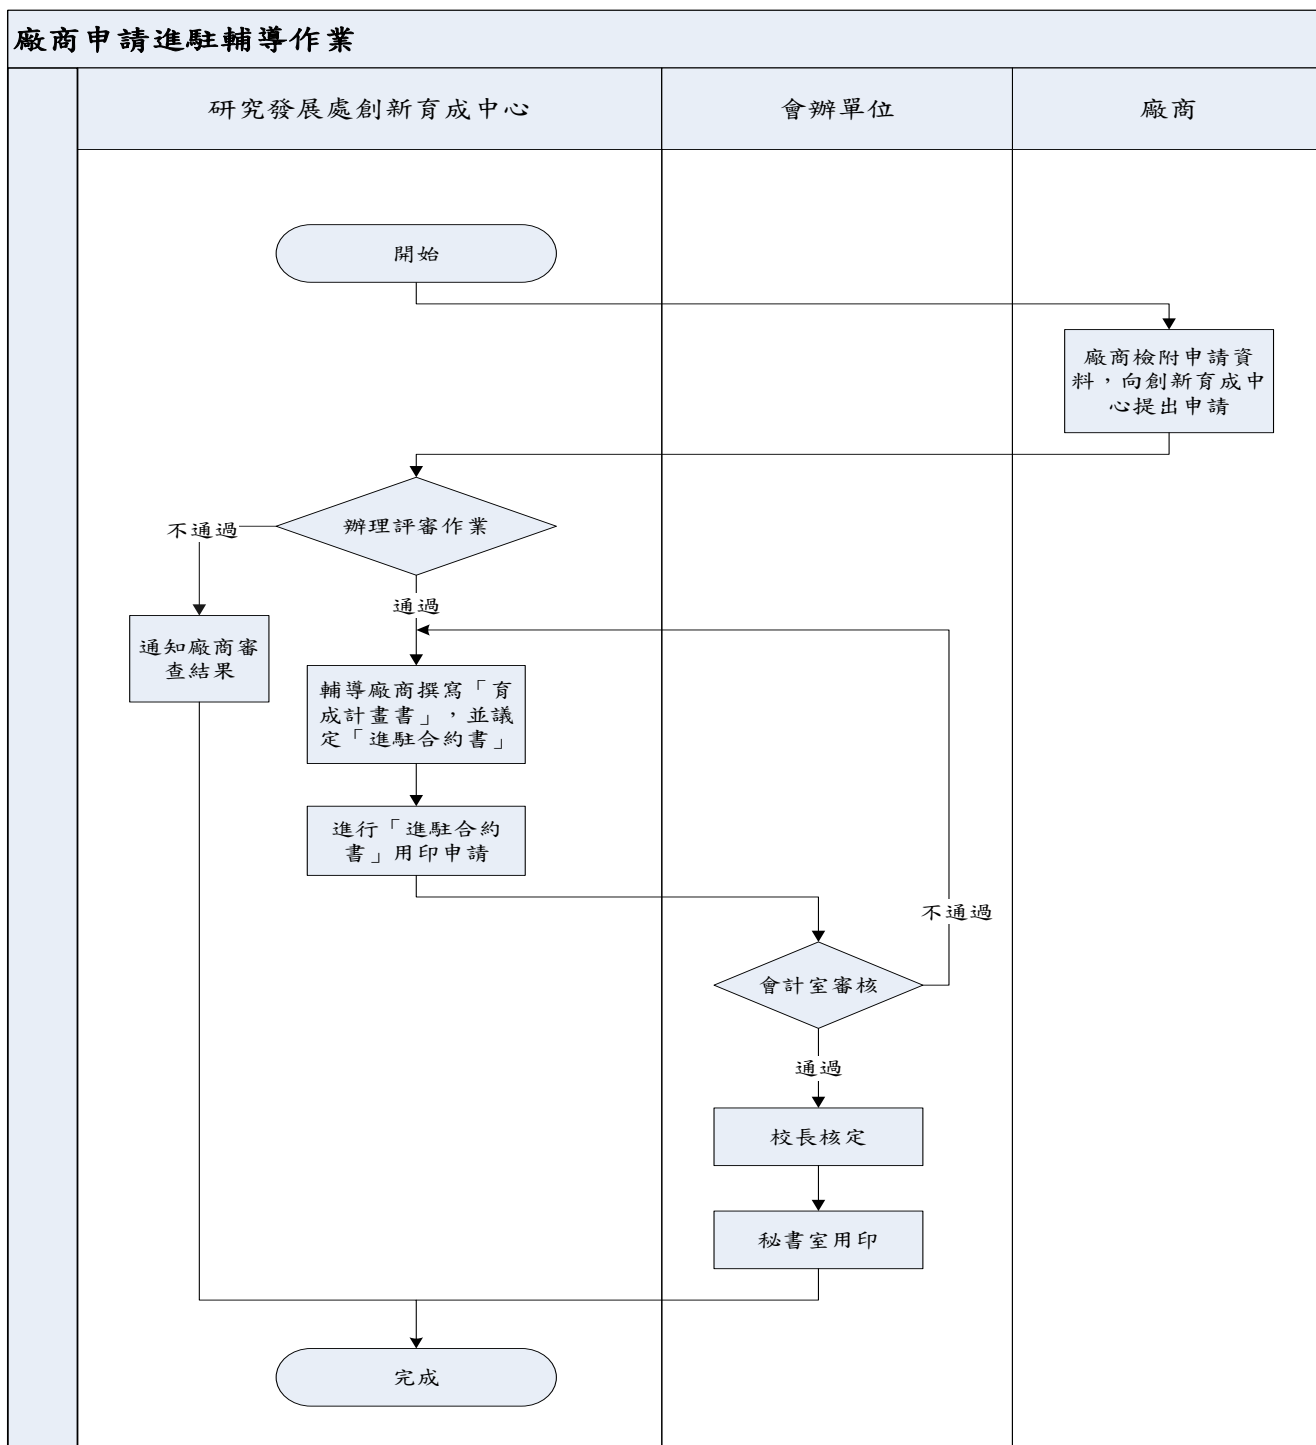 廠商申請進駐輔導作業
研究發展處創新育成中心
會辦單位
廠商
開始
廠商檢附申請資
料，向創新育成中
心提出申請
辦理評審作業
不通過
通過
通知廠商審
查結果
輔導廠商撰寫「育
成計畫書」，並議
定「進駐合約書」
進行「進駐合約
書」用印申請
不通過
會計室審核
通過
校長核定
秘書室用印
完成